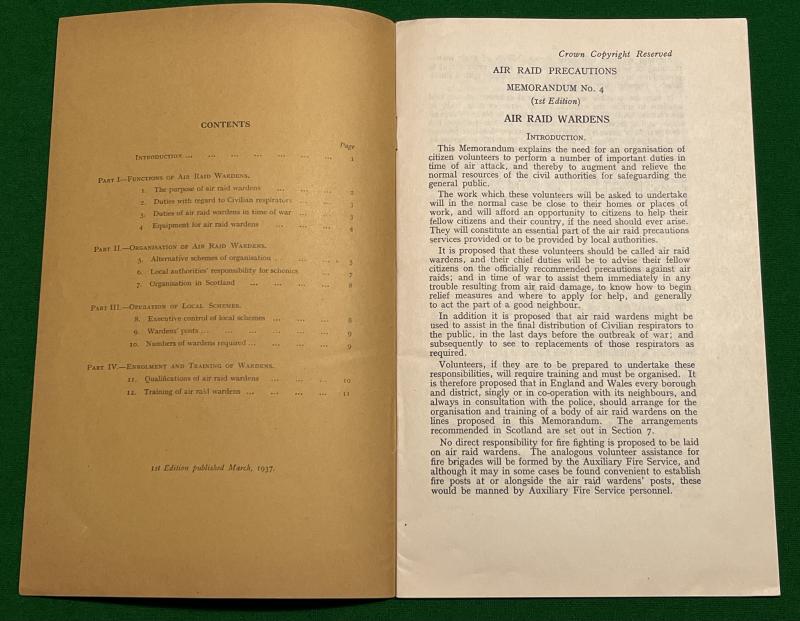 CONTENTS
Page
INTRODUCTION ... ... ... ... ... ... ... 1
PART I.—FUNCTIONS OF AIR RAID WARDENS.
1. The purpose of air raid wardens ... ... ... 2
2. Duties with regard to Civilian respirators ... 3
3. Duties of air raid wardens in time of war ... ... 3
4 Equipment for air raid wardens ... ... ... 4
PART II.—ORGANISATION OF AIR RAID WARDENS.
5. Alternative schemes of organisation . ... ... ... 5
6. Local authorities' responsibility for schemes ... 7
7. Organisation in Scotland ... ... ... ... 8
PART III.—OPERATION OF LOCAL SCHEMES.
8. Executive control of local schemes ... ... ... 8
9. Wardens' posts ... ... ... ... ... ... 9
10. Numbers of wardens required ... ... ... ... 9
PART IV.—ENROLMENT AND TRAINING OF WARDENS.
11. Qualifications of air raid wardens ... ... ... 10
12. Training of air raid wardens ... ... ... ... 11
1st Edition published March, 1937.
Crown Copyright Reserved
AIR RAID PRECAUTIONS
MEMORANDUM No. 4
(1st Edition)
AIR RAID WARDENS
INTRODUCTION.
This Memorandum explains the need for an organisation of
citizen volunteers to perform a number of important duties in
time of air attack, and thereby to augment and relieve the
normal resources of the civil authorities for safeguarding the
general public.
The work which these volunteers will be asked to undertake
will in the normal case be close to their homes or places of
work, and will afford an opportunity to citizens to help their
fellow citizens and their country, if the need should ever arise.
They will constitute an essential part of the air raid precautions
services provided or to be provided by local authorities.
It is proposed that these volunteers should be called air raid
wardens, and their chief duties will be to advise their fellow
citizens on the officially recommended precautions against air
raids; and in time of war to assist them immediately in any
trouble resulting from air raid damage, to know how to begin
relief measures and where to apply for help, and generally
to act the part of a good neighbour.
In addition it is proposed that air raid wardens might be
used to assist in the final distribution of Civilian respirators to
the public, in the last days before the outbreak of war; and
subsequently to see to replacements of those respirators as
required.
Volunteers, if they are to be prepared to undertake these
responsibilities, will require training and must be organised. It
is therefore proposed that in England and Wales every borough
and district, singly or in co-operation with its neighbours, and
always in consultation with the police, should arrange for the
organisation and training of a body of air raid wardens on the
lines proposed in this Memorandum. The arrangements
recommended in Scotland are set out in Section 7.
No direct responsibility for fire fighting is proposed to be laid
on air raid wardens. The analogous volunteer assistance for
fire brigades will be formed by the Auxiliary Fire Service, and
although it may in some cases be found convenient to establish
fire posts at or alongside the air raid wardens' posts, these
would be manned by Auxiliary Fire Service personnel.